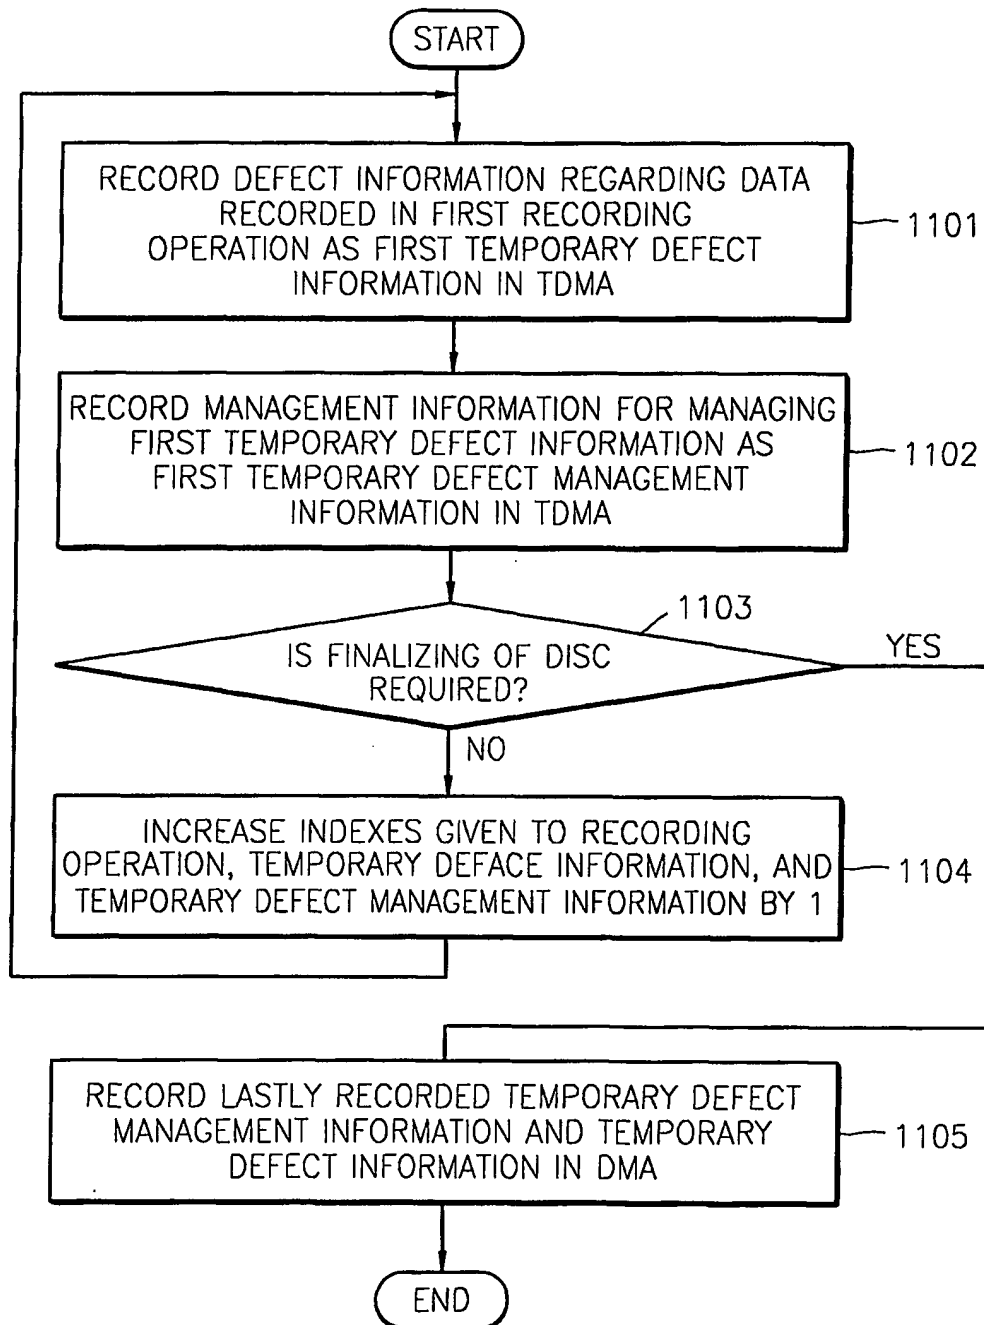 START
RECORD DEFECT INFORMATION REGARDING DATA
RECORDED IN FIRST RECORDING
OPERATION AS FIRST TEMPORARY DEFECT
INFORMATION IN TDMA
1101
RECORD MANAGEMENT INFORMATION FOR MANAGING
FIRST TEMPORARY DEFECT INFORMATION AS
FIRST TEMPORARY DEFECT MANAGEMENT
INFORMATION IN TDMA
1102
1103
IS FINALIZING OF DISC
REQUIRED?
YES
NO
INCREASE INDEXES GIVEN TO RECORDING
OPERATION, TEMPORARY DEFACE INFORMATION, AND
TEMPORARY DEFECT MANAGEMENT INFORMATION BY 1
1104
RECORD LASTLY RECORDED TEMPORARY DEFECT
MANAGEMENT INFORMATION AND TEMPORARY
DEFECT INFORMATION IN DMA
1105
END